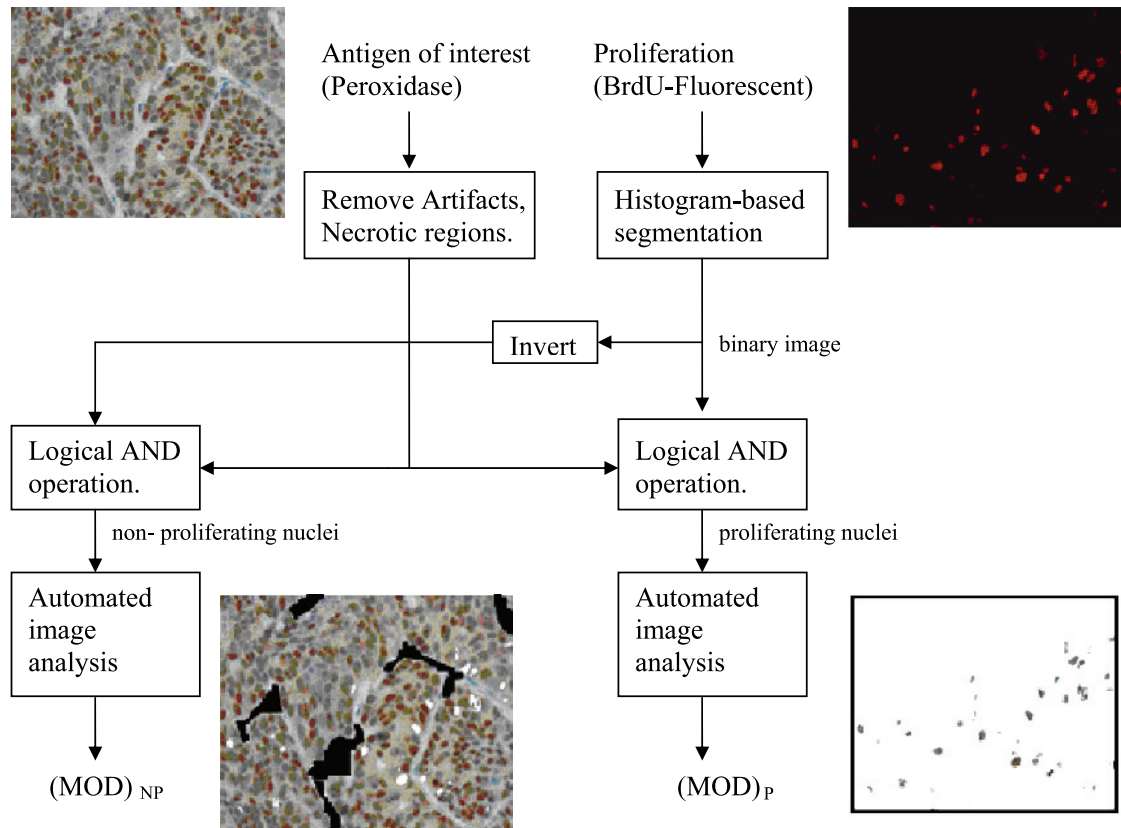 Antigen of interest
(Peroxidase)
Proliferation
(BrdU-Fluorescent)
Remove Artifacts,
Necrotic regions.
Histogram-based
segmentation
Invert
binary image
Logical AND
operation.
Logical AND
operation.
non- proliferating nuclei
proliferating nuclei
Automated
image
analysis
Automated
image
analysis
(MOD) NP
(MOD) P